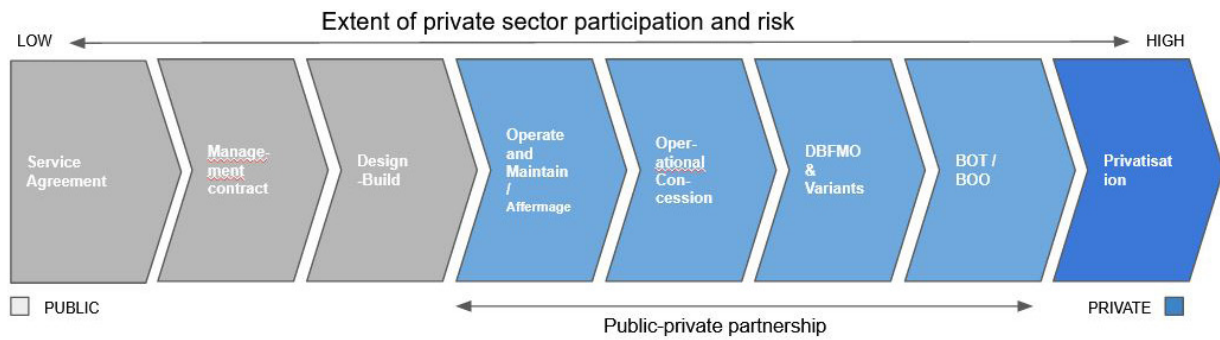 Extent of private sector participation and risk
LOW
HIGH
Service
Agreement
Manage-
ment
contract
Design
-Build
Operate
and
Maintain
/
Affermage
Oper-
ational
Con-
cession
DBFMO
&
Variants
BOT /
BOO
Privatisat
ion
PUBLIC
PRIVATE
Public-private partnership